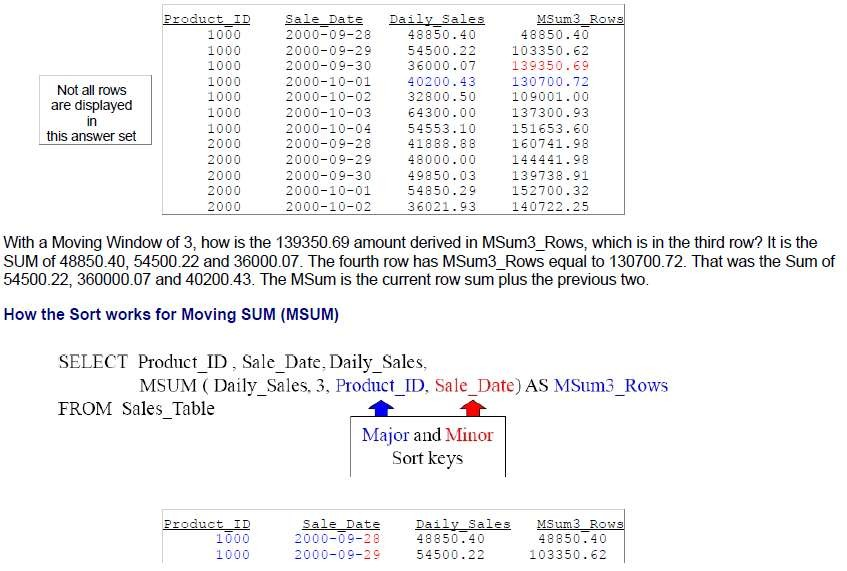 Product_ID Sale_Date Daily_Sales MSum3_Rows
1000 2000-09-28 48850.40 48850.40
1000 2000-09-29 54500.22 103350.62
1000 2000-09-30 36000.07 139350.69
1000 2000-10-01 40200.43 130700.72
1000 2000-10-02 32800.50 109001.00
1000 2000-10-03 64300.00 137300.93
1000 2000-10-04 54553.10 151653.60
2000 2000-09-28 41888.88 160741.98
2000 2000-09-29 48000.00 144441.98
2000 2000-09-30 49850.03 139738.91
2000 2000-10-01 54850.29 152700.32
2000 2000-10-02 36021.93 140722.25
Not all rows
are displayed
in
this answer set
With a Moving Window of 3, how is the 139350.69 amount derived in MSum3_Rows, which is in the third row? It is the
SUM of 48850.40, 54500.22 and 36000.07. The fourth row has MSum3_Rows equal to 130700.72. That was the Sum of
54500.22, 360000.07 and 40200.43. The MSum is the current row sum plus the previous two.
How the Sort works for Moving SUM (MSUM)
SELECT Product_ID , Sale_Date, Daily_Sales,
MSUM ( Daily_Sales, 3, Product_ID, Sale_Date) AS MSum3_Rows
FROM Sales_Table
Major and Minor
Sort keys
Product_ID Sale_Date Daily_Sales MSum3_Rows
1000 2000-09-28 48850.40 48850.40
1000 2000-09-29 54500.22 103350.62